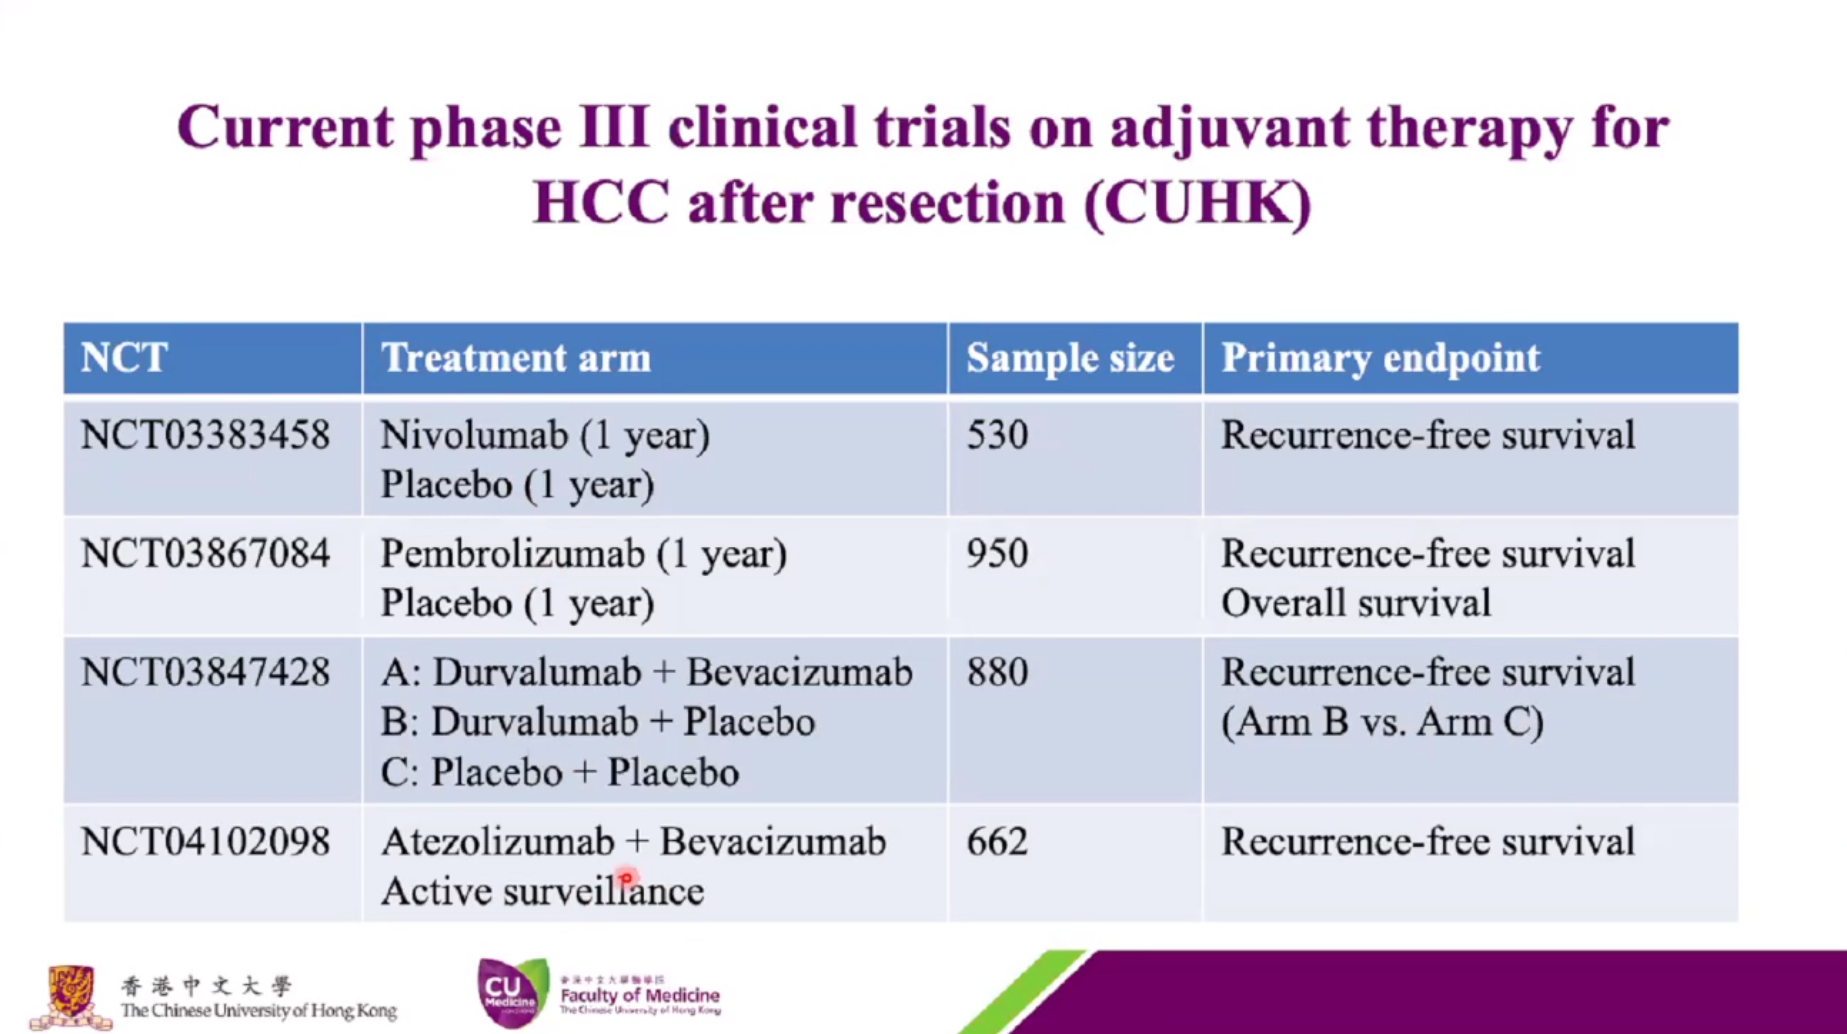 Current phase III clinical trials on adjuvant therapy for
HCC after resection (CUHK)
NCT Treatment arm Sample size Primary endpoint
NCT03383458 Nivolumab (1 year) 530 Recurrence-free survival
Placebo (1 year)
NCT03867084 Pembrolizumab (1 year) 950 Recurrence-free survival
Placebo (1 year) Overall survival
NCT03847428 A: Durvalumab + Bevacizumab 880 Recurrence-free survival
B: Durvalumab + Placebo (Arm B vs. Arm C)
C: Placebo + Placebo
NCT04102098 Atezolizumab + Bevacizumab 662 Recurrence-free survival
Active surveillance
香港中文大學
The Chinese University of Hong Kong
CU
Medicine
香港中文大學醫學院
Faculty of Medicine
The Chinese University of Hong Kong